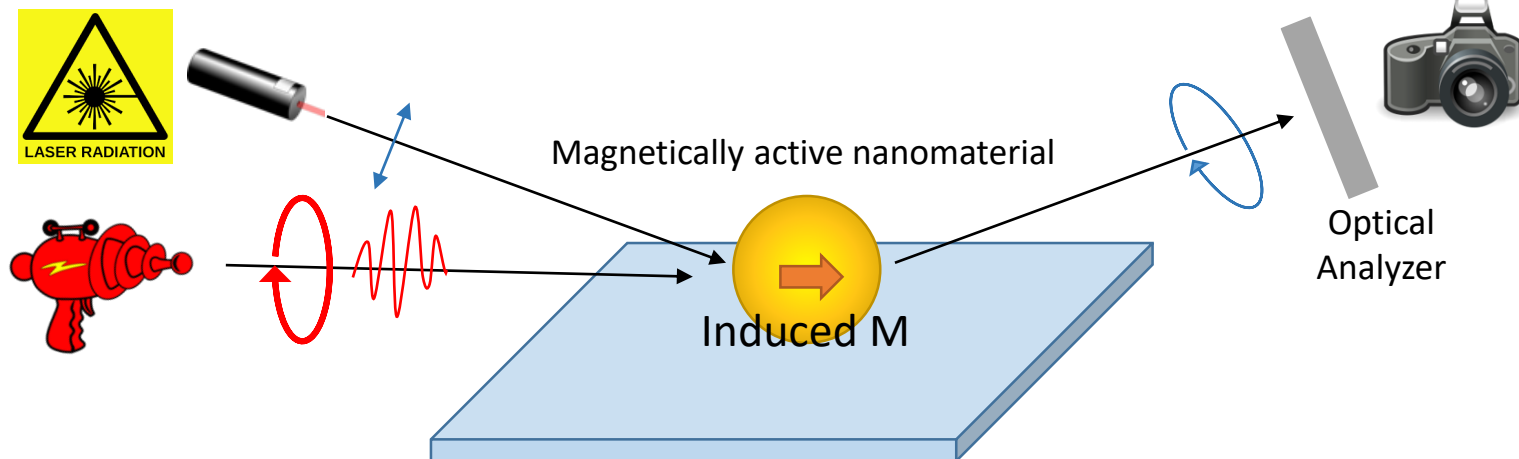 LASER RADIATION
Magnetically active nanomaterial
Induced M
Optical
Analyzer